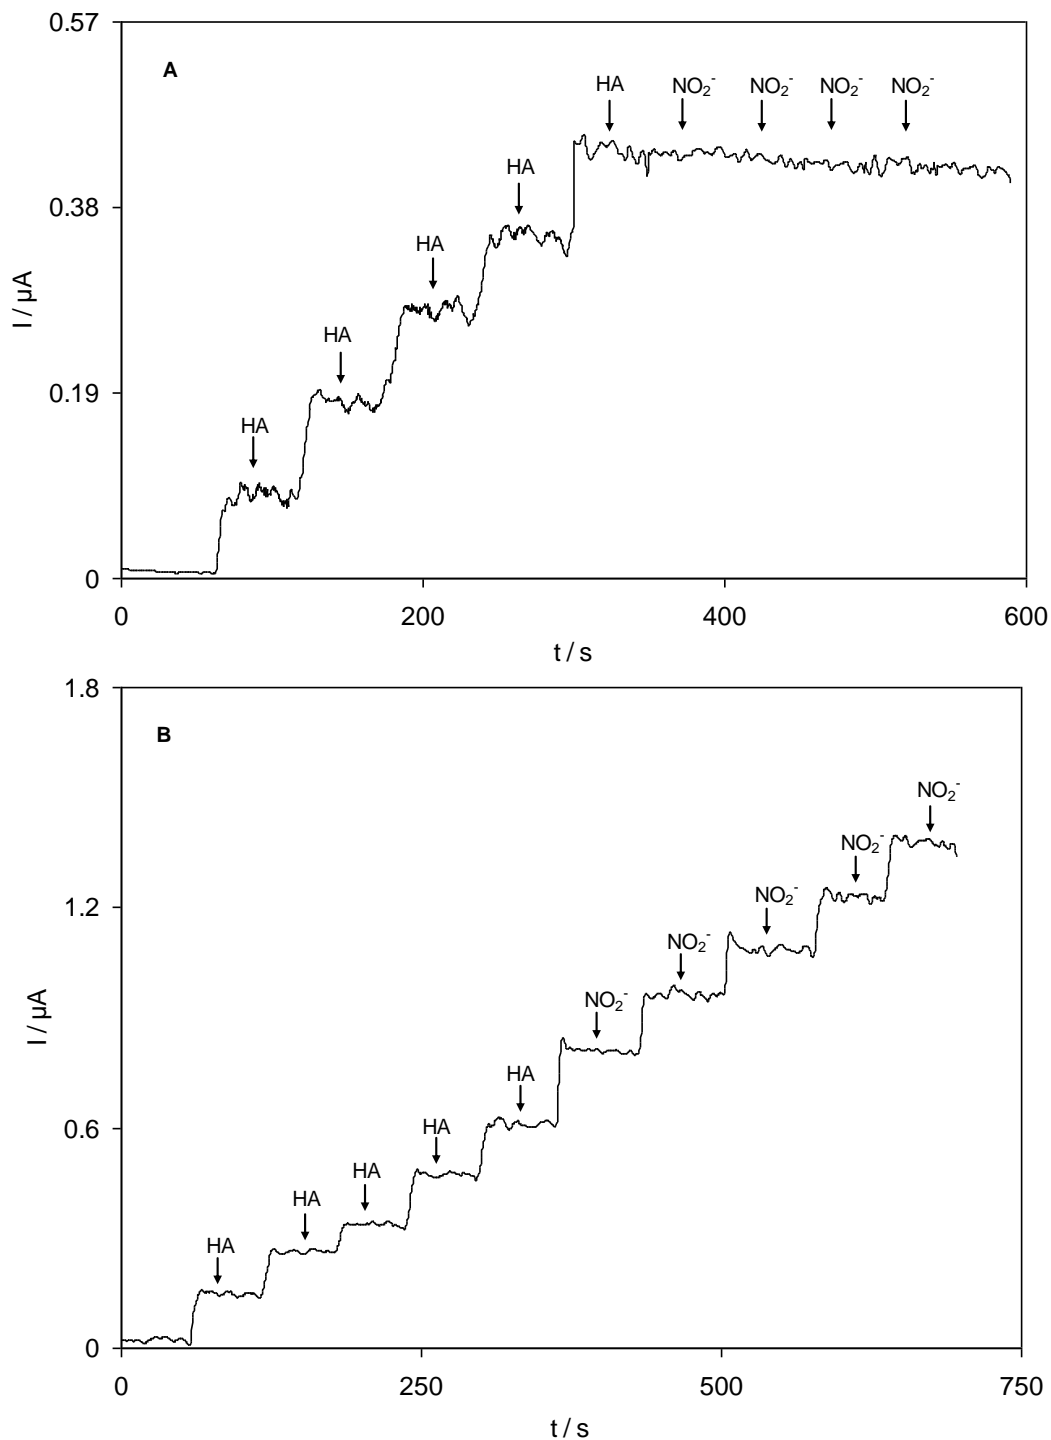 0.57
A
HA NO₂⁻ NO₂⁻ NO₂⁻ NO₂⁻
HA
0.38
HA
I / µA
HA
0.19
HA
0
0 200 400 600
t / s
1.8
B
NO₂⁻
NO₂⁻
1.2
NO₂⁻
NO₂⁻
I / µA
NO₂⁻
HA
0.6
HA
HA
HA
HA
0
0 250 500 750
t / s